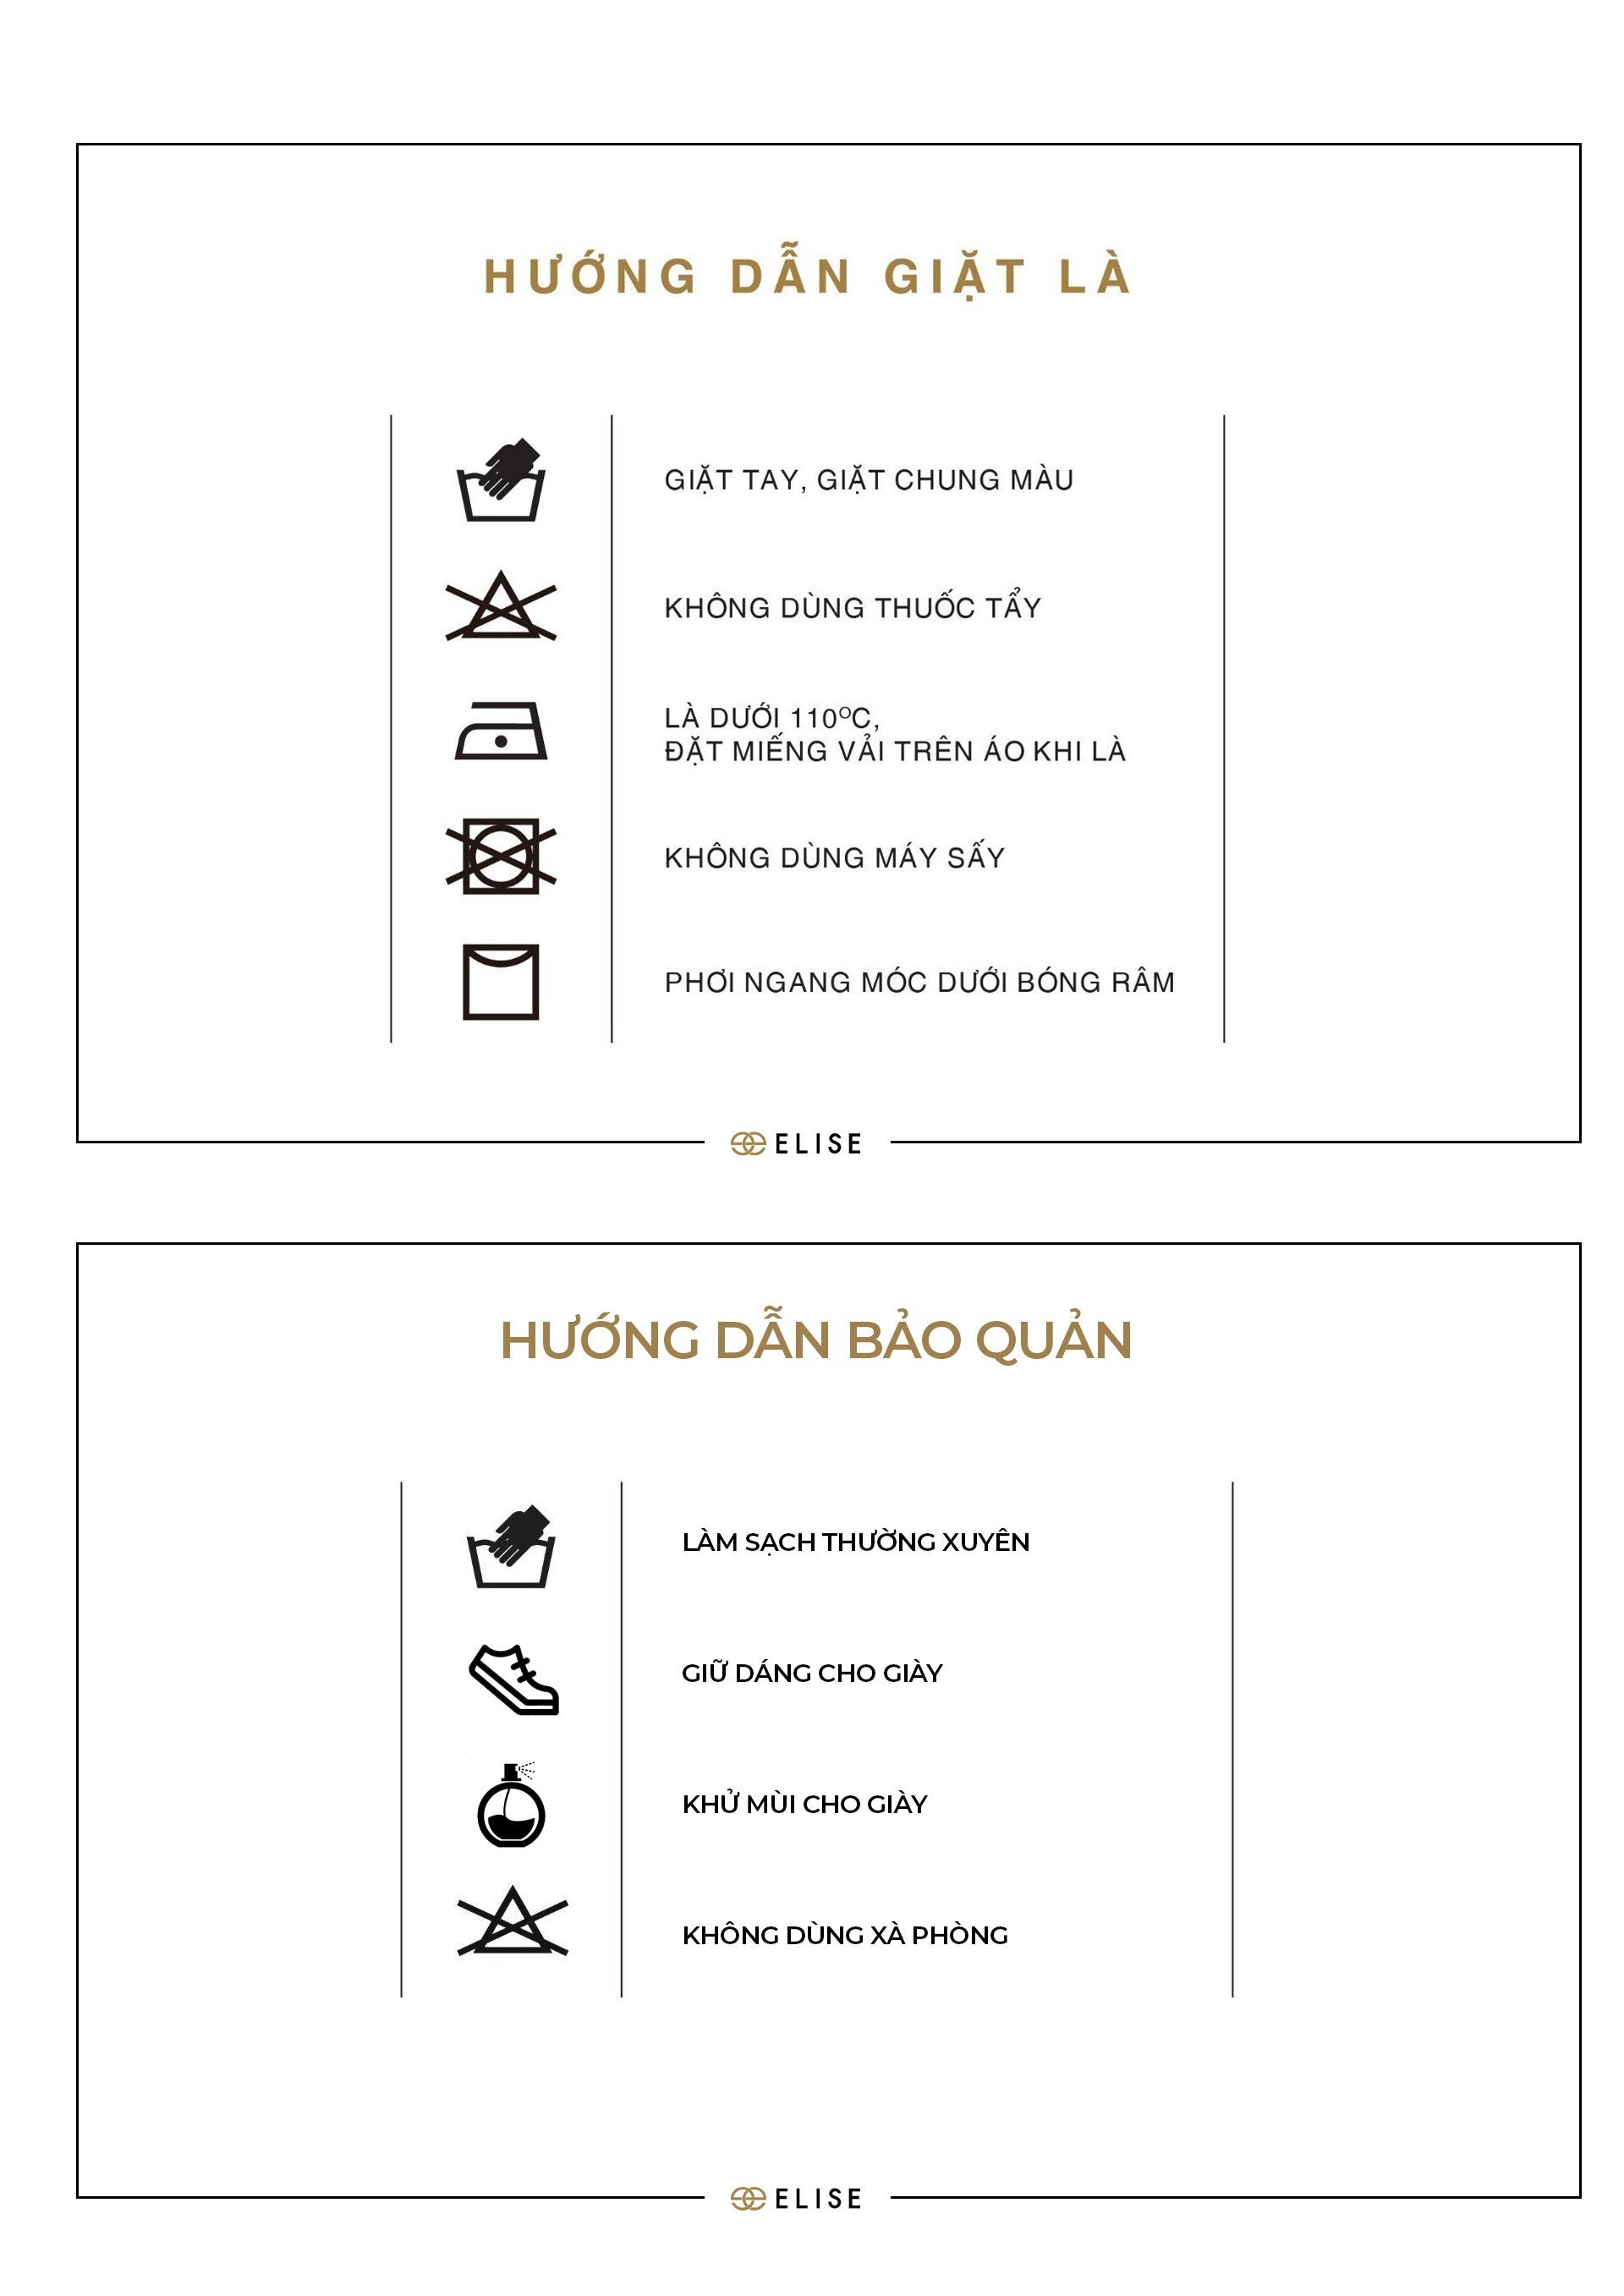 HƯỚNG DẪN GIẶT LÀ
GIẶT TAY, GIẶT CHUNG MÀU
KHÔNG DÙNG THUỐC TẨY
LÀ DƯỚI 110ºC,
ĐẶT MIẾNG VẢI TRÊN ÁO KHI LÀ
KHÔNG DÙNG MÁY SẤY
PHƠI NGANG MÓC DƯỚI BÓNG RÂM
ELISE
HƯỚNG DẪN BẢO QUẢN
LÀM SẠCH THƯỜNG XUYÊN
GIỮ DÁNG CHO GIÀY
KHỬ MÙI CHO GIÀY
KHÔNG DÙNG XÀ PHÒNG
ELISE